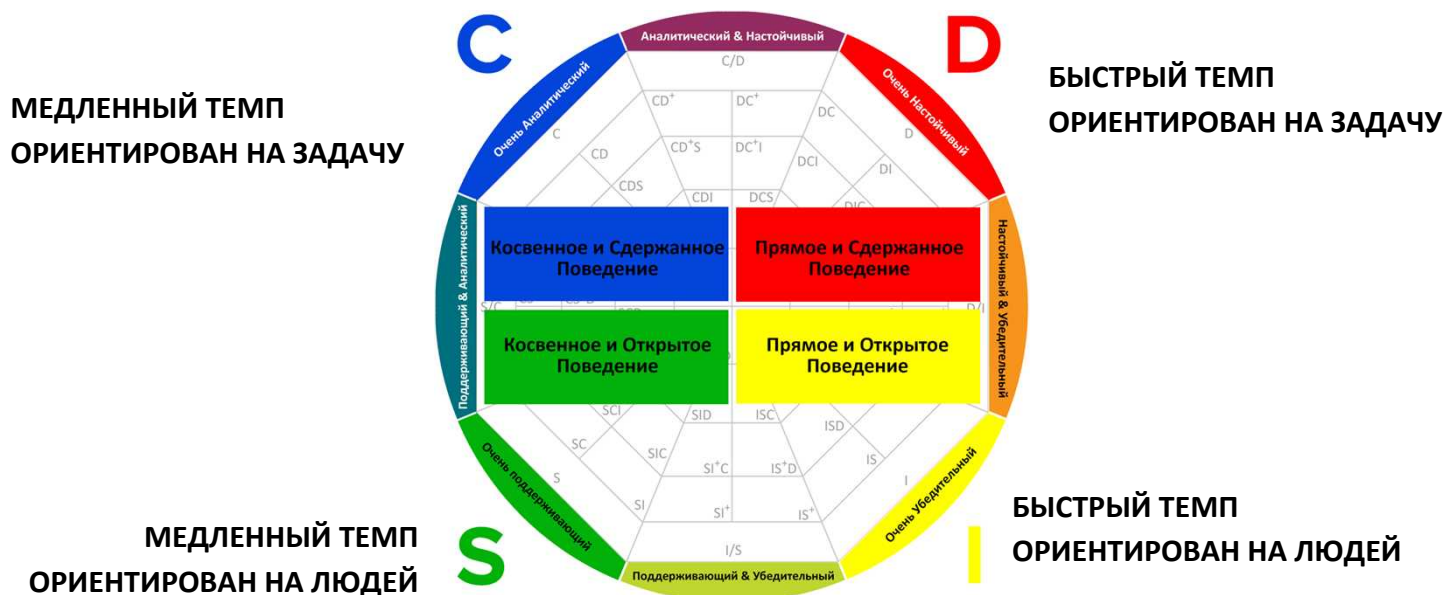 C
Аналитический & Настойчивый
D
МЕДЛЕННЫЙ ТЕМП
ОРИЕНТИРОВАН НА ЗАДАЧУ
БЫСТРЫЙ ТЕМП
ОРИЕНТИРОВАН НА ЗАДАЧУ
Очень Аналитический
Очень Настойчивый
C/D
CD+
DC+
DC
C
D
CD
CD+S
DC+I
DCI
DI
CDS
CDI
DCS
DIC
Поддерживающий & Аналитический
Настойчивый & Убедительный
Косвенное и Сдержанное
Поведение
Прямое и Сдержанное
Поведение
S/C
D/I
Косвенное и Открытое
Поведение
Прямое и Открытое
Поведение
SCI
SID
ISC
ISD
SC
SIC
SI+C
IS+D
IS
S
I
SI
SI+
IS+
I/S
Очень поддерживающий
Очень Убедительный
МЕДЛЕННЫЙ ТЕМП
ОРИЕНТИРОВАН НА ЛЮДЕЙ
БЫСТРЫЙ ТЕМП
ОРИЕНТИРОВАН НА ЛЮДЕЙ
S
Поддерживающий & Убедительный
I